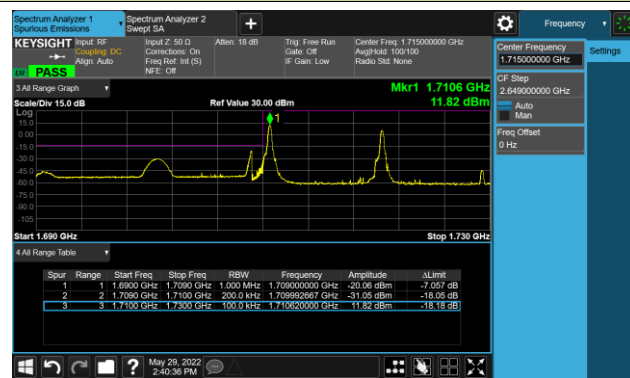 Spectrum Analyzer 1
Spurious Emissions
Spectrum Analyzer 2
Swept SA
Frequency
KEYSIGHT
Input: RF
Coupling: DC
Align: Auto
Input Z: 50 Ω
Corrections: On
Freq Ref: Int (S)
NFE: Off
Atten: 18 dB
Trig: Free Run
Gate: Off
IF Gain: Low
Center Freq: 1.715000000 GHz
Avg|Hold: 100/100
Radio Std: None
PASS
Center Frequency
1.715000000 GHz
Settings
CF Step
2.649000000 GHz
Auto
Man
Freq Offset
0 Hz
3 All Range Graph
Scale/Div 15.0 dB
Ref Value 30.00 dBm
Mkr1 1.7106 GHz
11.82 dBm
Log
15.0
0.00
-15.0
-30.0
-45.0
-60.0
-75.0
-90.0
-105
1
Start 1.690 GHz
Stop 1.730 GHz
4 All Range Table
Spur Range Start Freq Stop Freq RBW Frequency Amplitude ΔLimit
1 1 1.6900 GHz 1.7090 GHz 1.000 MHz 1.709000000 GHz -20.06 dBm -7.057 dB
2 2 1.7090 GHz 1.7100 GHz 200.0 kHz 1.709992667 GHz -31.05 dBm -18.05 dB
3 3 1.7100 GHz 1.7300 GHz 100.0 kHz 1.710620000 GHz 11.82 dBm -18.18 dB
May 29, 2022
2:40:36 PM